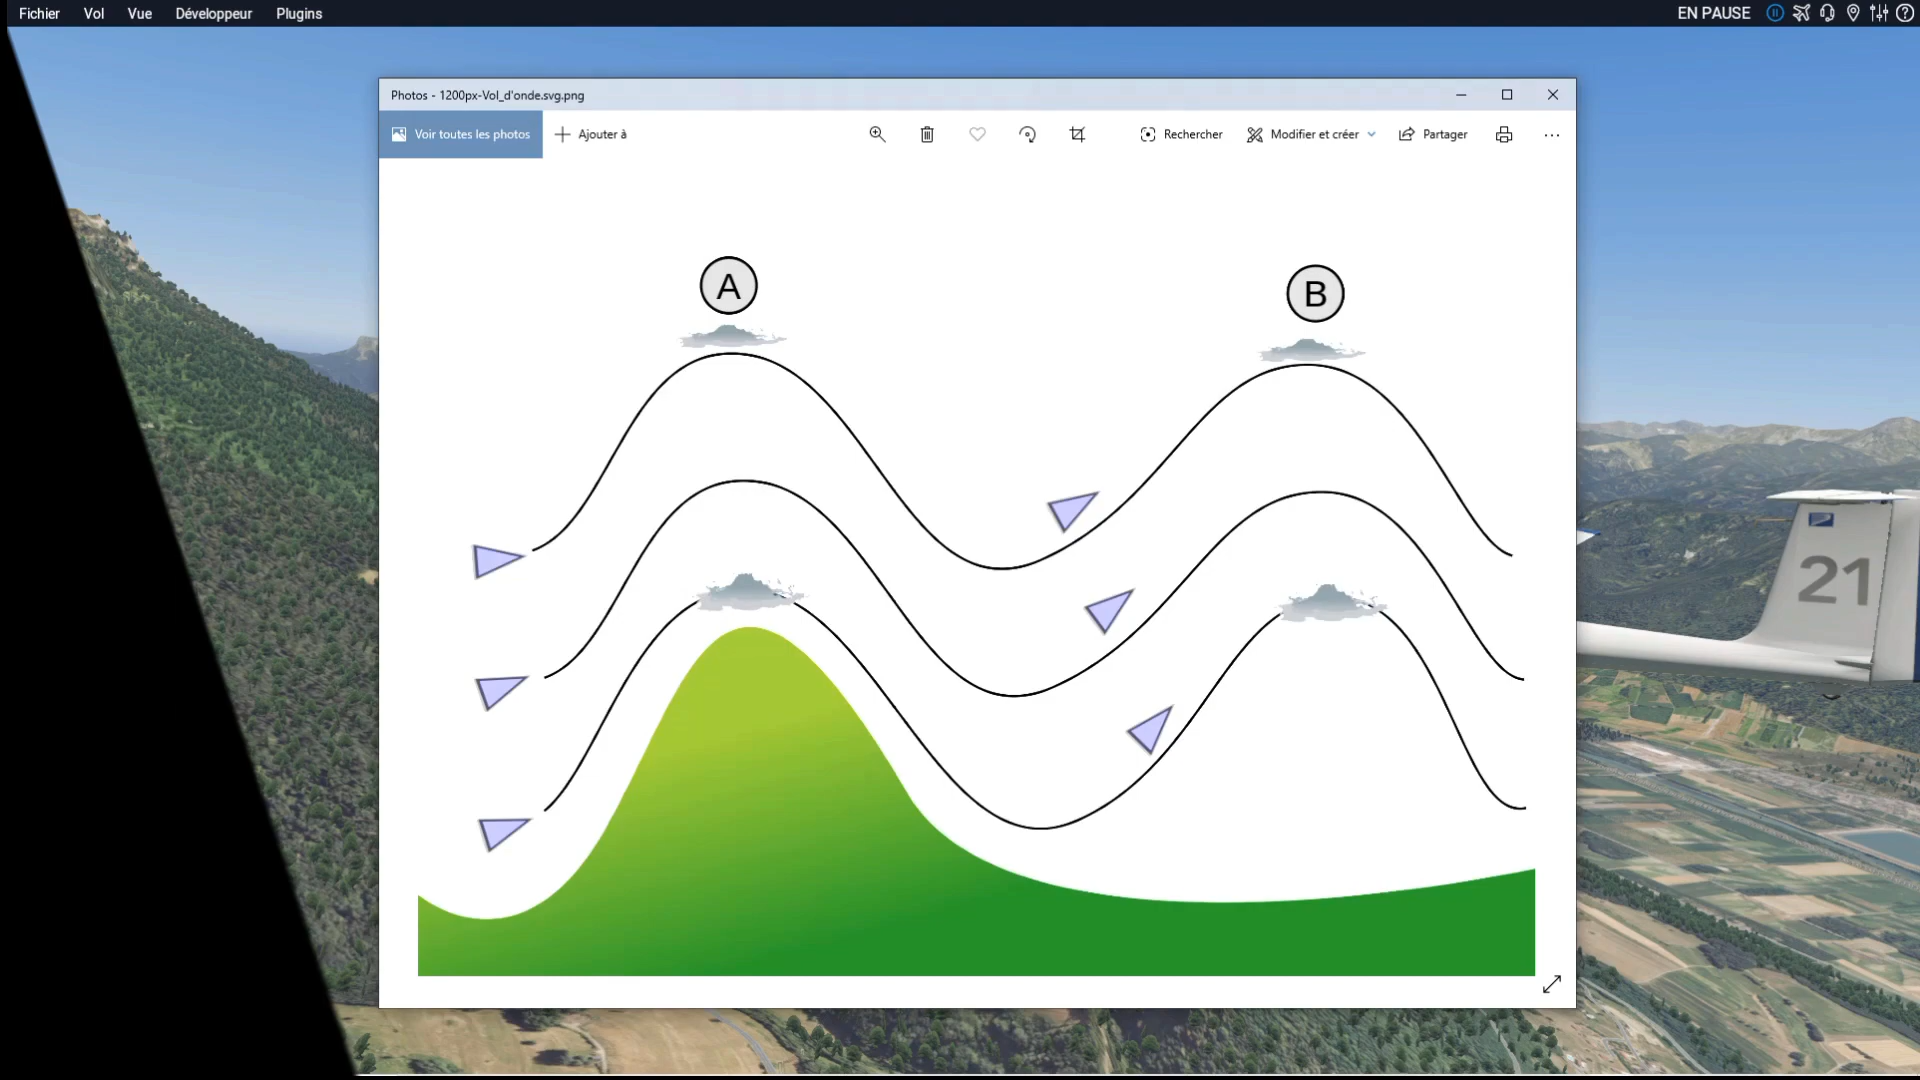 Fichier Vol Vue Développeur Plugins EN PAUSE
Photos - 1200px-Vol_d'onde.svg.png
Voir toutes les photos Ajouter à Rechercher Modifier et créer Partager
A
B
21